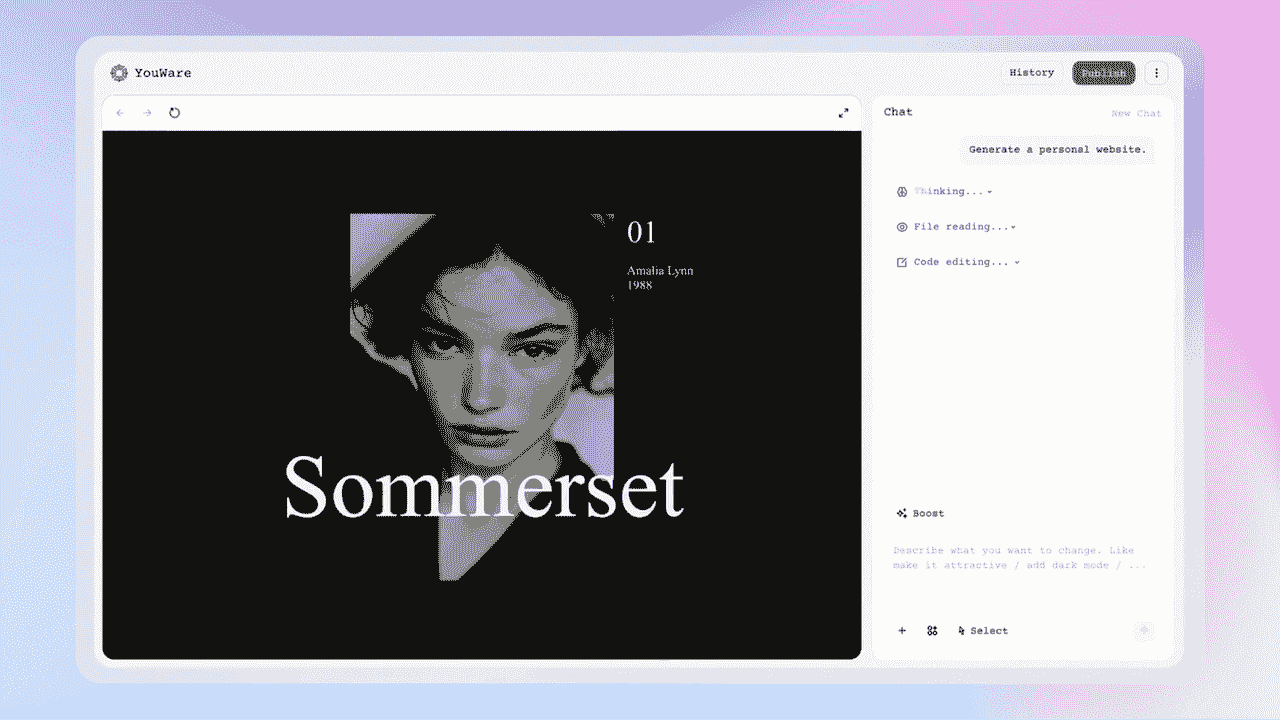 YouWare
History
Publish
Chat
New Chat
Generate a personal website.
Thinking...
File reading...
Code editing...
01
Amalia Lynn
1988
Sommerset
Boost
Describe what you want to change. Like
make it attractive / add dark mode / ...
Select